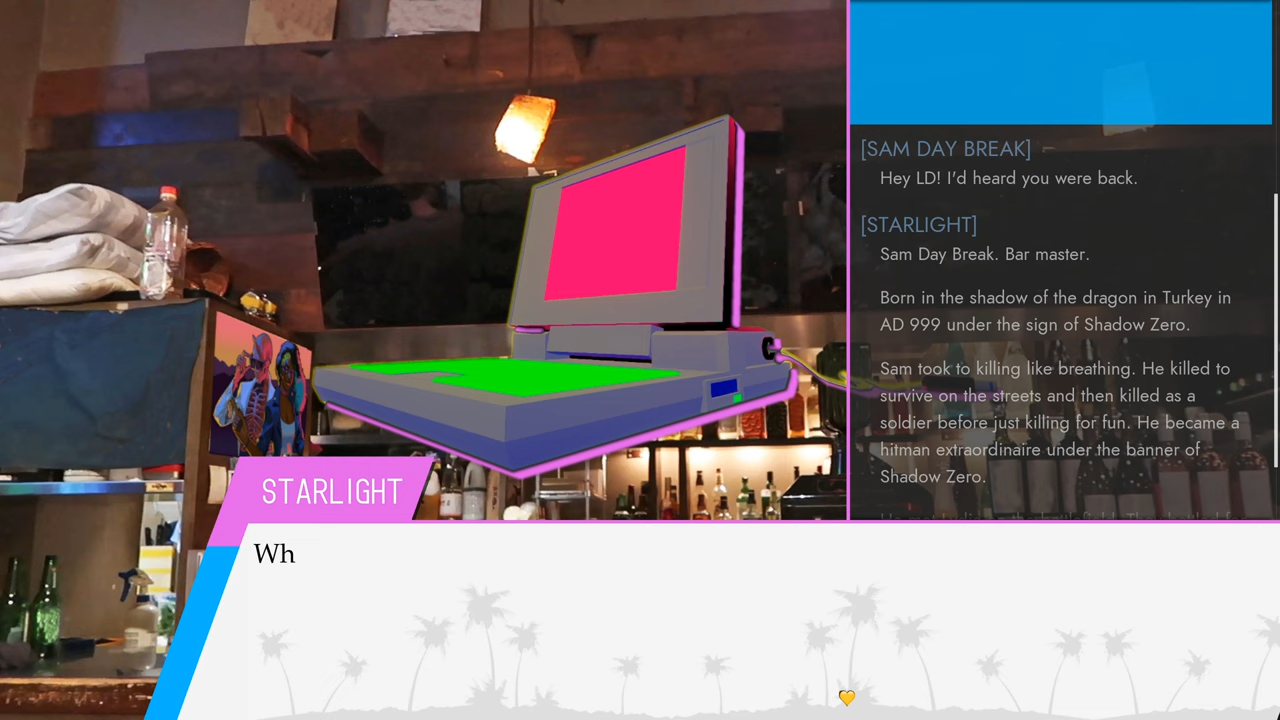 [SAM DAY BREAK]
Hey LD! I'd heard you were back.
[STARLIGHT]
Sam Day Break. Bar master.
Born in the shadow of the dragon in Turkey in
AD 999 under the sign of Shadow Zero.
Sam took to killing like breathing. He killed to
survive on the streets and then killed as a
soldier before just killing for fun. He became a
hitman extraordinaire under the banner of
Shadow Zero.
STARLIGHT
Wh